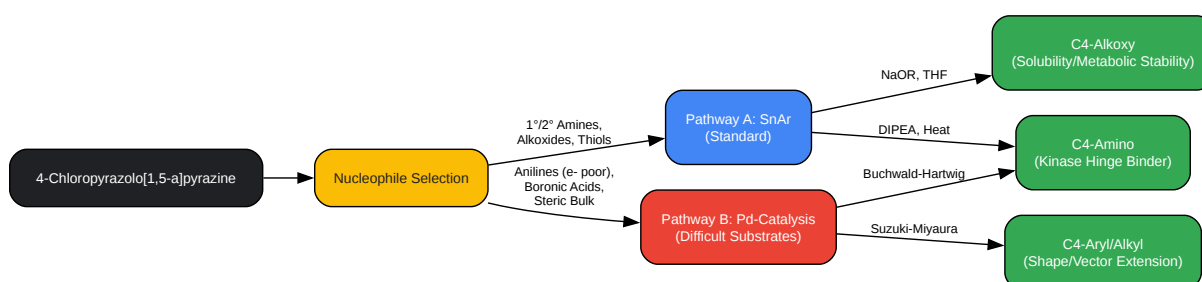 4-Chloropyrazolo[1,5-a]pyrazine
Nucleophile Selection
1°/2° Amines,
Alkoxides, Thiols
Anilines (e- poor),
Boronic Acids,
Steric Bulk
Pathway A: SnAr
(Standard)
Pathway B: Pd-Catalysis
(Difficult Substrates)
NaOR, THF
DIPEA, Heat
Buchwald-Hartwig
Suzuki-Miyaura
C4-Alkoxy
(Solubility/Metabolic Stability)
C4-Amino
(Kinase Hinge Binder)
C4-Aryl/Alkyl
(Shape/Vector Extension)